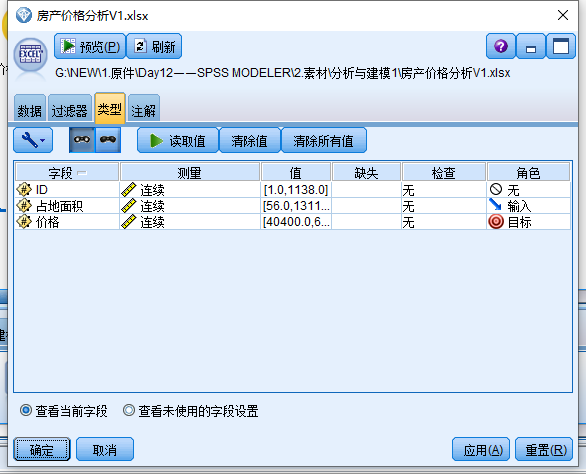 房产价格分析V1.xlsx
EXCEL
预览(P) 刷新
G:\NEW\1.原件\Day12——SPSS MODELER\2.素材\分析与建模1\房产价格分析V1.xlsx
数据 过滤器 类型 注解
读取值 清除值 清除所有值
字段 测量 值 缺失 检查 角色
ID 连续 [1.0,1138.0] 无 无
占地面积 连续 [56.0,1311... 无 输入
价格 连续 [40400.0,6... 无 目标
查看当前字段 查看未使用的字段设置
确定 取消 应用(A) 重置(R)